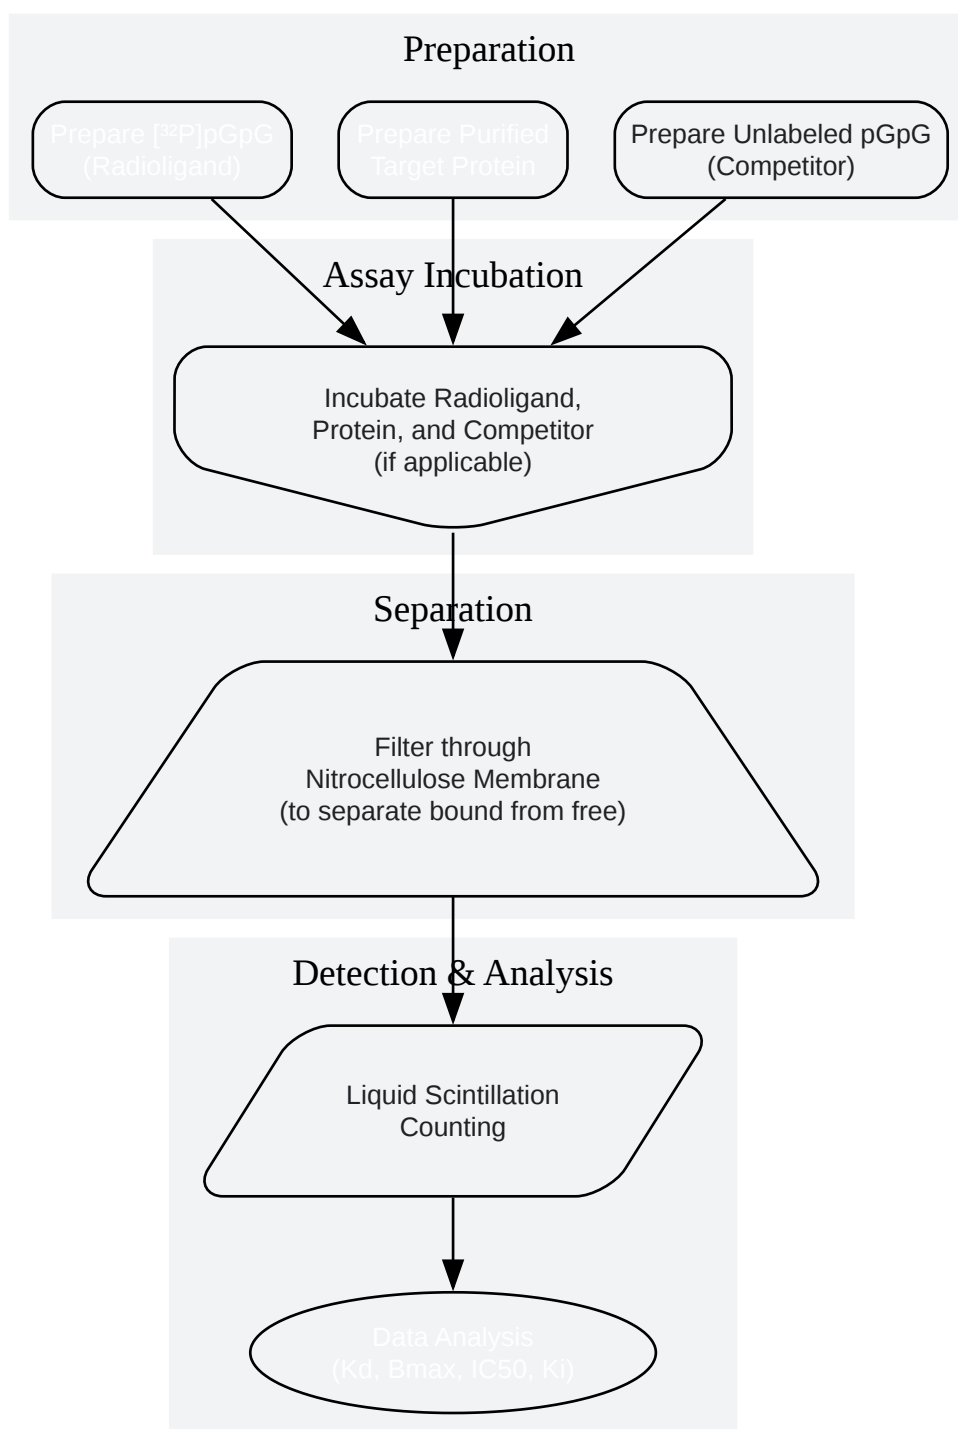 Preparation
Prepare [³²P]pGpG
(Radioligand)
Prepare Purified
Target Protein
Prepare Unlabeled pGpG
(Competitor)
Assay Incubation
Incubate Radioligand,
Protein, and Competitor
(if applicable)
Separation
Filter through
Nitrocellulose Membrane
(to separate bound from free)
Detection & Analysis
Liquid Scintillation
Counting
Data Analysis
(Kd, Bmax, IC50, Ki)